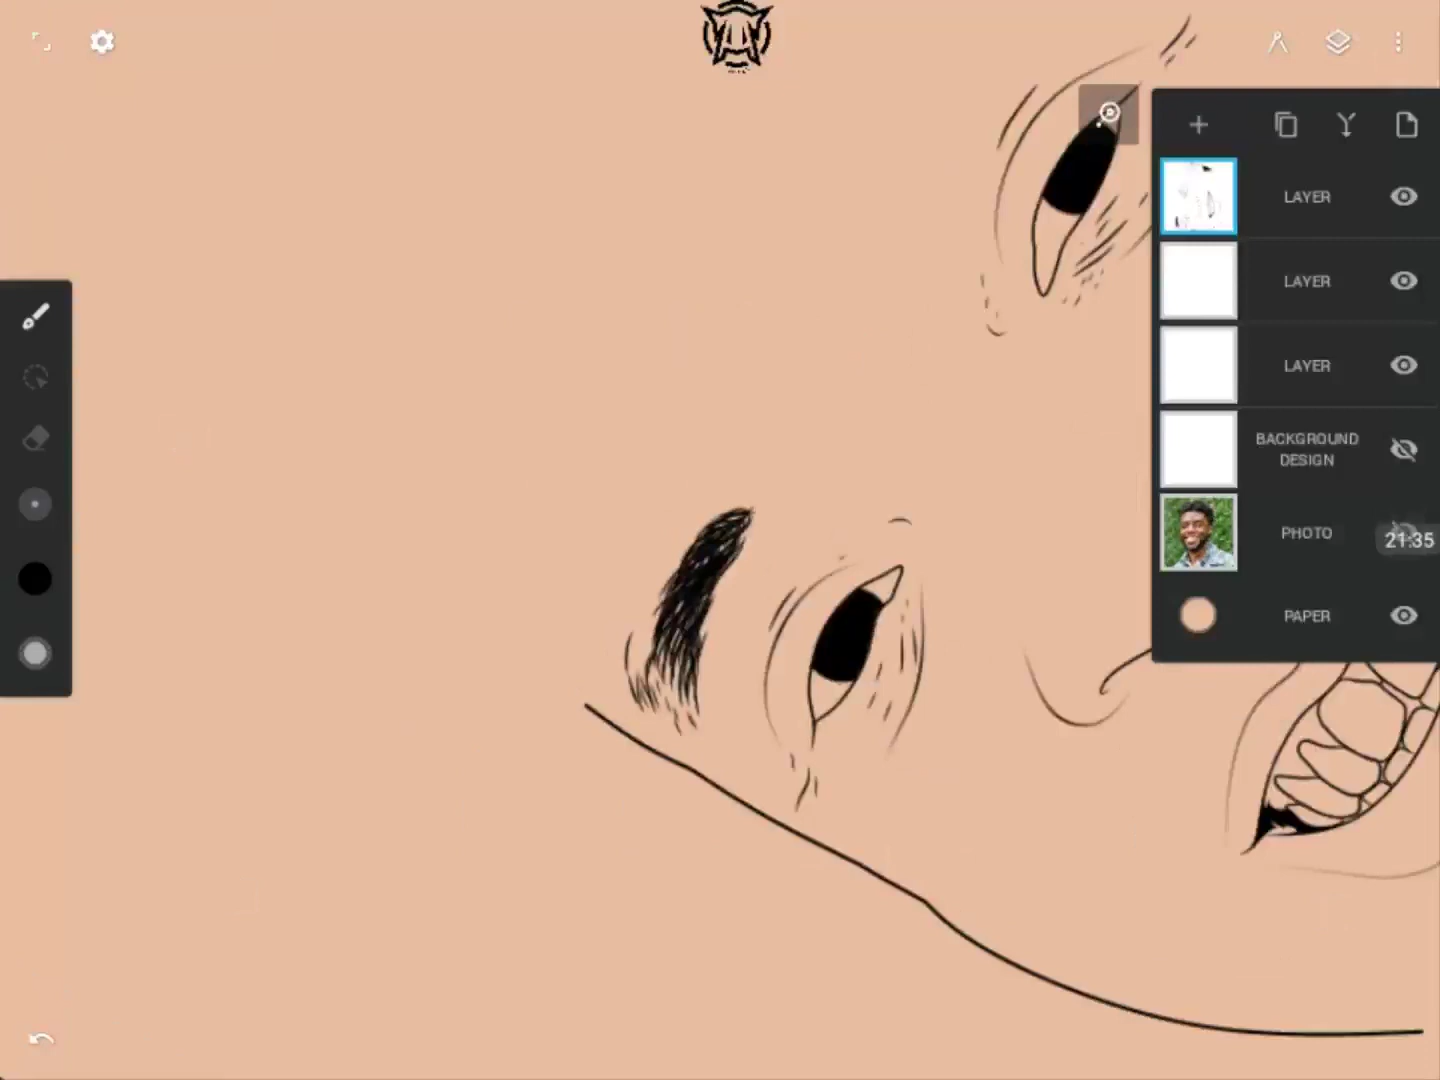 LAYER
LAYER
LAYER
BACKGROUND
DESIGN
PHOTO
21:35
PAPER